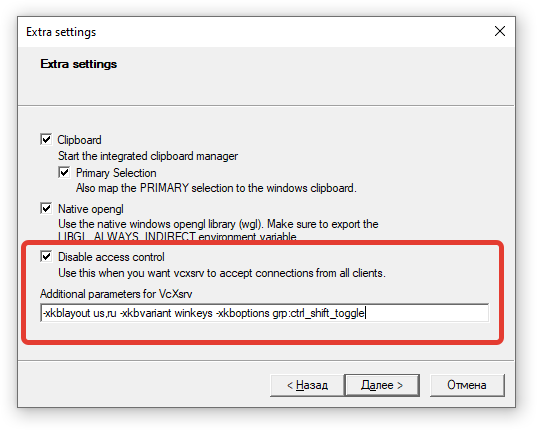 Extra settings
Extra settings
Clipboard
Start the integrated clipboard manager
Primary Selection
Also map the PRIMARY selection to the windows clipboard.
Native opengl
Use the native windows opengl library (wgl). Make sure to export the
LIBGL_ALWAYS_INDIRECT environment variable
Disable access control
Use this when you want vcxsrv to accept connections from all clients.
Additional parameters for VcXsrv
-xkblayout us,ru -xkbvariant winkeys -xkboptions grp:ctrl_shift_toggle
< Назад
Далее >
Отмена